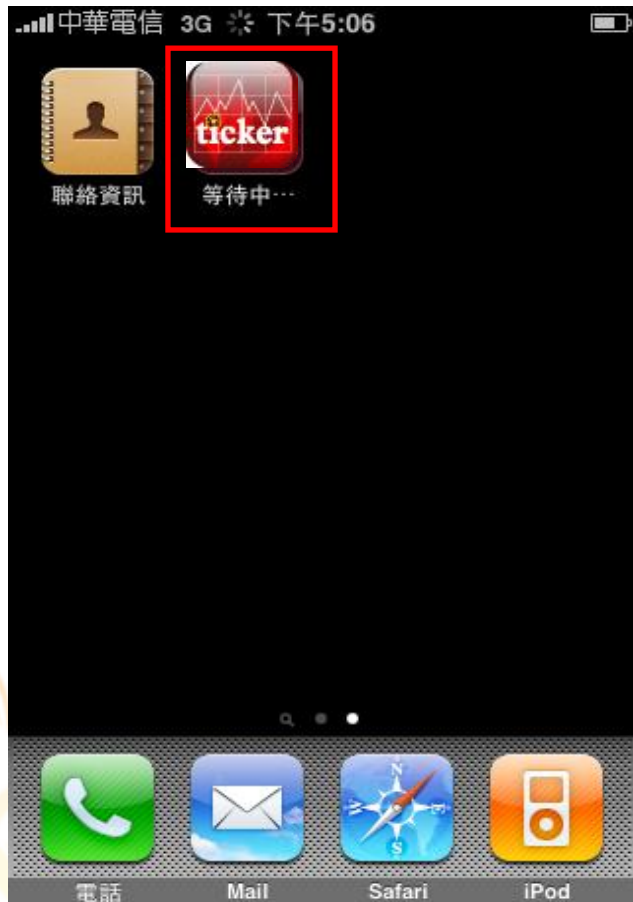 中華電信 3G 下午5:06
ticker
聯絡資訊 等待中…
N
W E
S
電話 Mail Safari iPod